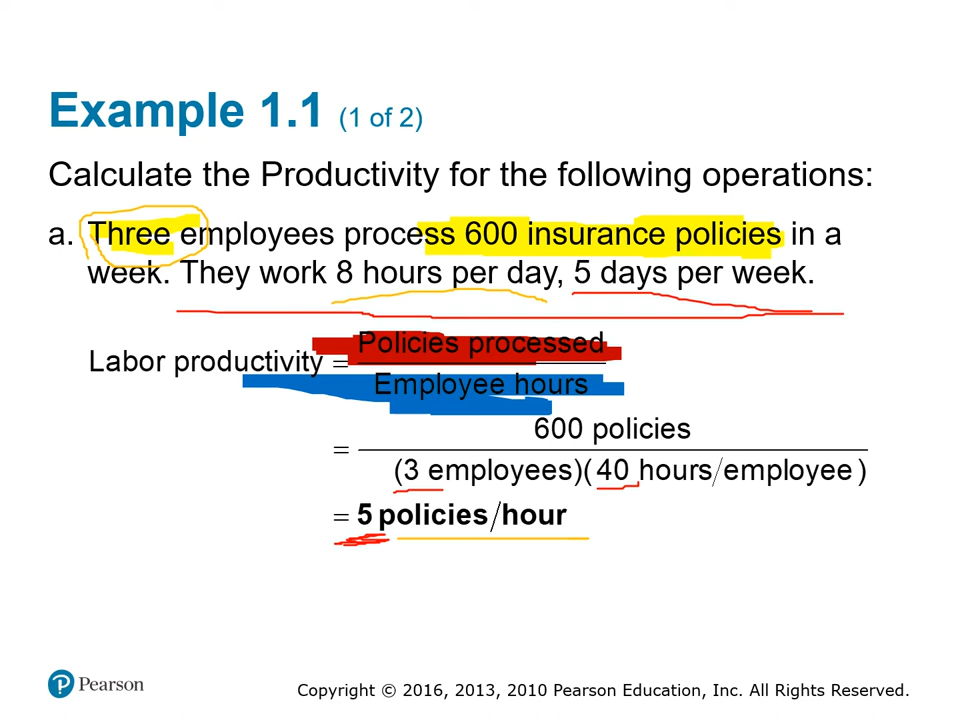 Example 1.1 (1 of 2)
Calculate the Productivity for the following operations:
a. Three employees process 600 insurance policies in a
week. They work 8 hours per day, 5 days per week.
Labor productivity = Policies processed
Employee hours
= 600 policies
(3 employees)(40 hours/employee)
= 5 policies/hour
Pearson
Copyright © 2016, 2013, 2010 Pearson Education, Inc. All Rights Reserved.